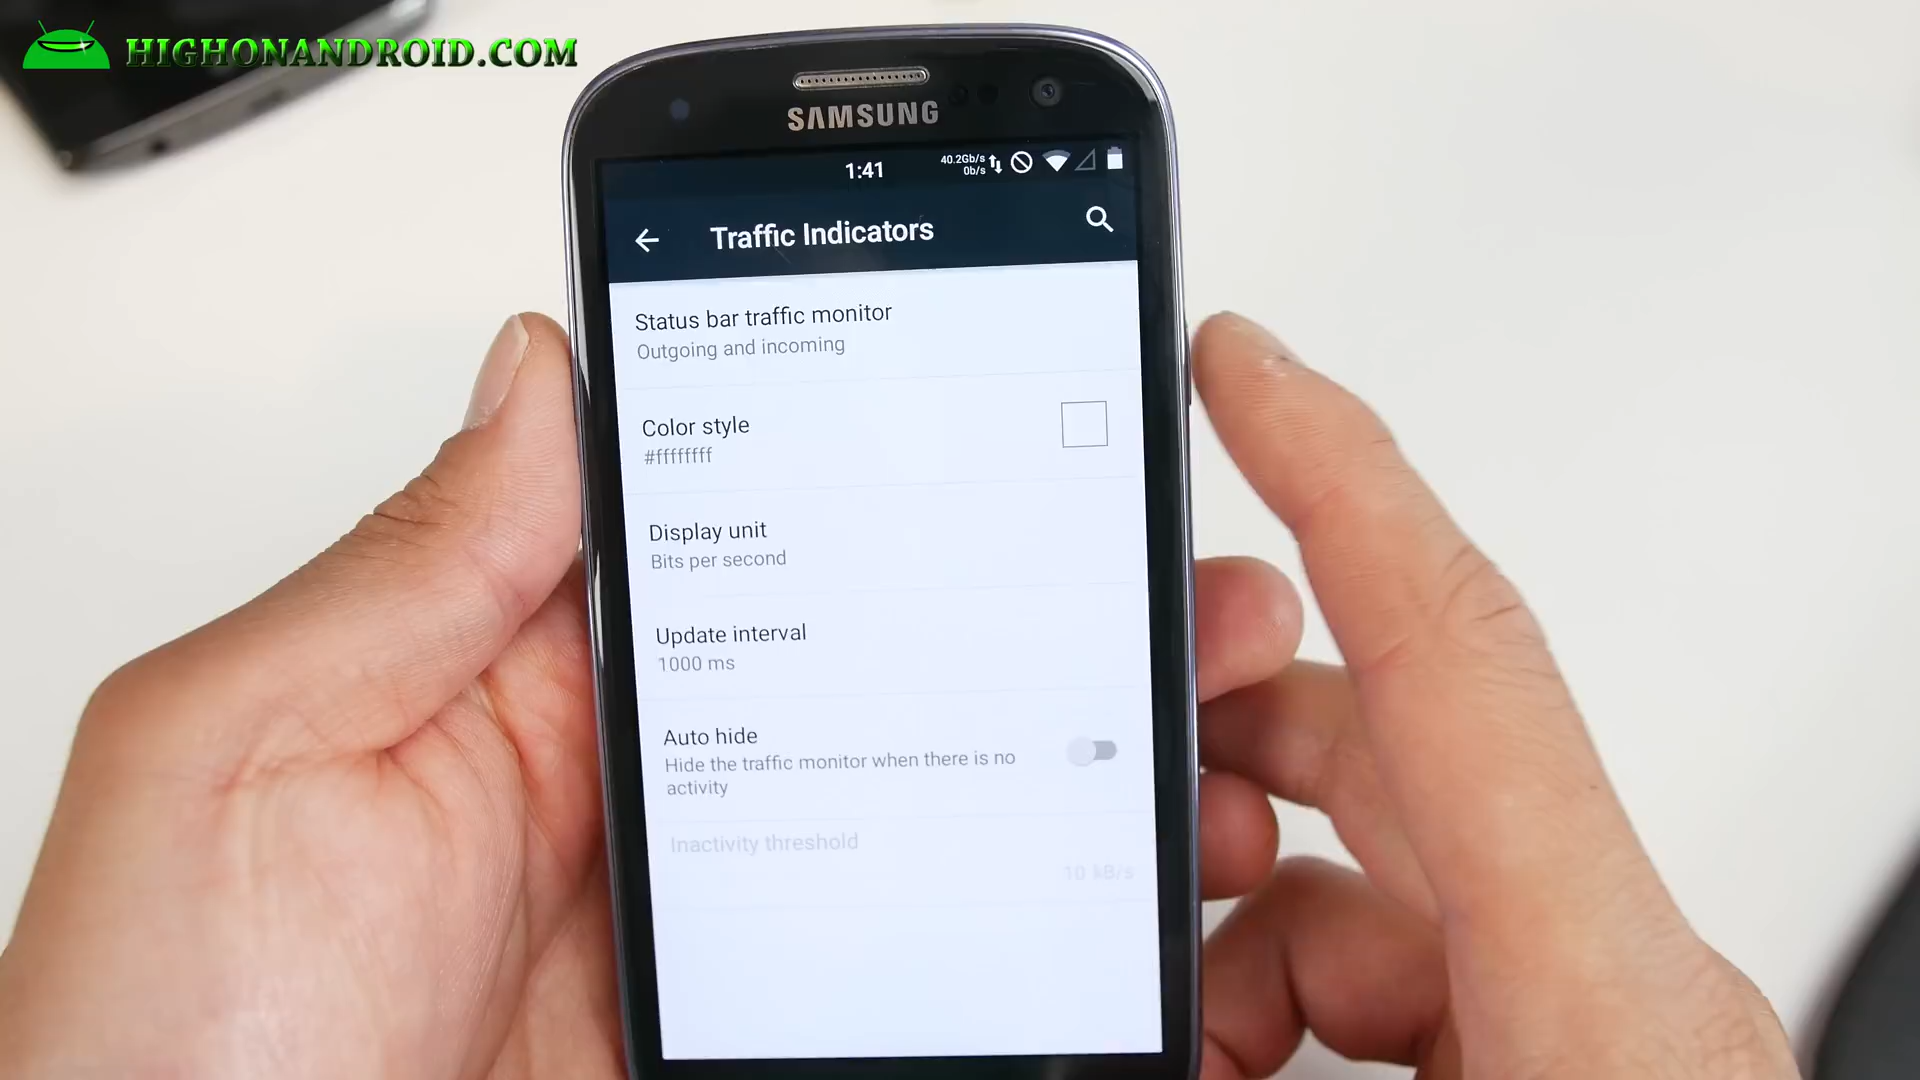 HIGHONANDROID.COM
SAMSUNG
1:41
40.2Gb/s
0b/s
Traffic Indicators
Status bar traffic monitor
Outgoing and incoming
Color style
#ffffffff
Display unit
Bits per second
Update interval
1000 ms
Auto hide
Hide the traffic monitor when there is no
activity
Inactivity threshold
10 kB/s